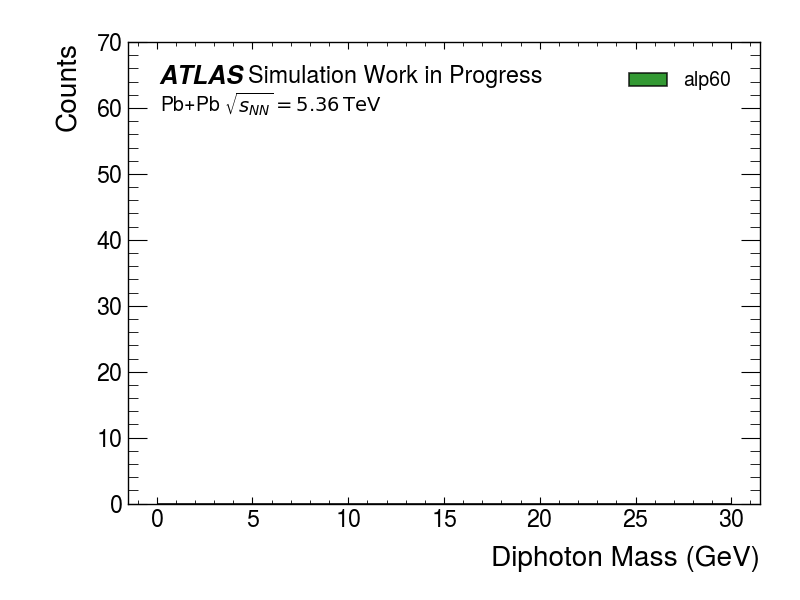 Counts
70
60
50
40
30
20
10
0
ATLAS Simulation Work in Progress
Pb+Pb √s_NN = 5.36 TeV
alp60
0 5 10 15 20 25 30
Diphoton Mass (GeV)